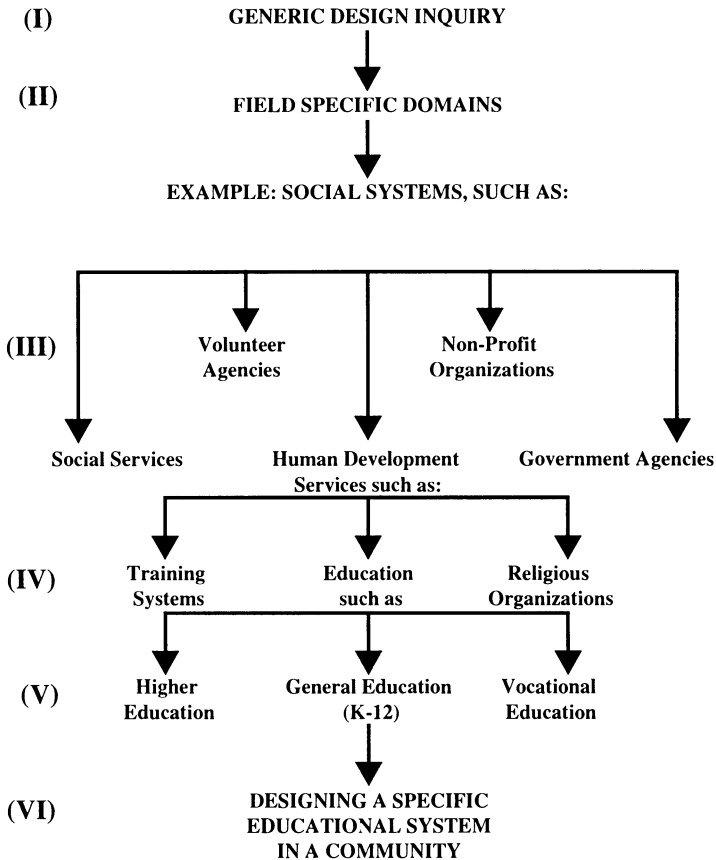 (I)
GENERIC DESIGN INQUIRY
(II)
FIELD SPECIFIC DOMAINS
EXAMPLE: SOCIAL SYSTEMS, SUCH AS:
(III)
Volunteer
Agencies
Non-Profit
Organizations
Social Services
Human Development
Services such as:
Government Agencies
(IV)
Training
Systems
Education
such as
Religious
Organizations
(V)
Higher
Education
General Education
(K-12)
Vocational
Education
(VI)
DESIGNING A SPECIFIC
EDUCATIONAL SYSTEM
IN A COMMUNITY